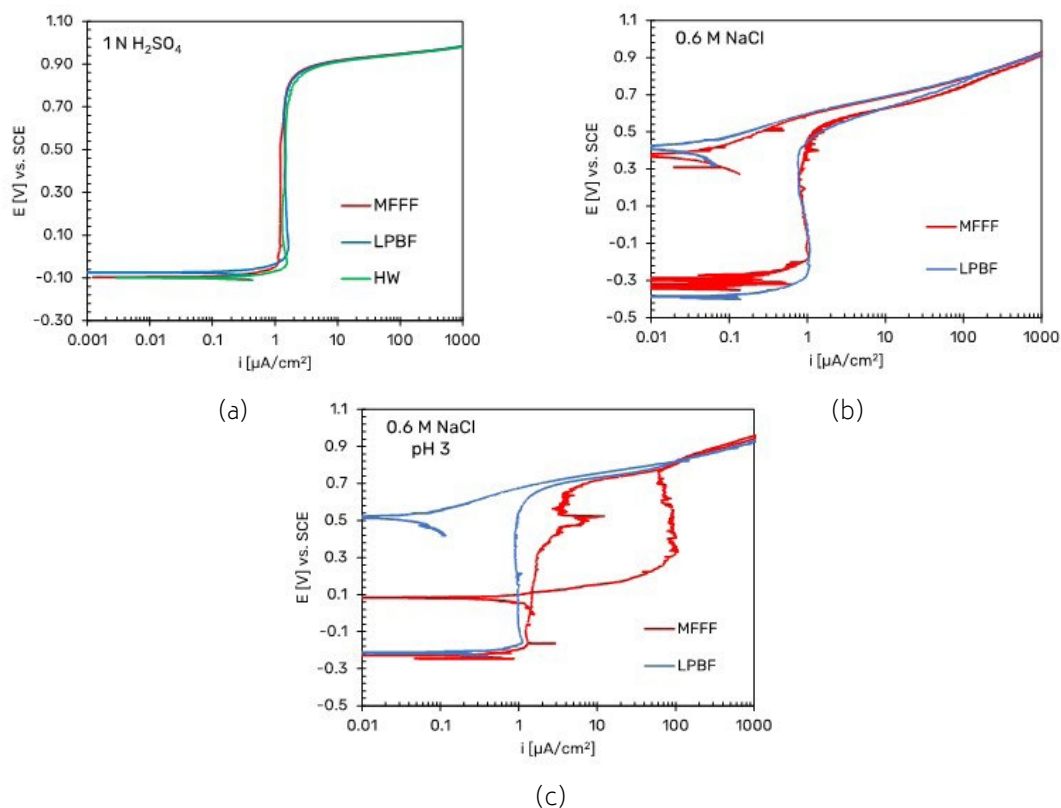 1 N H₂SO₄
E [V] vs. SCE
1.10
0.90
0.70
0.50
0.30
0.10
-0.10
-0.30
MFFF
LPBF
HW
0.001 0.01 0.1 1 10 100 1000
i [µA/cm²]
(a)
0.6 M NaCl
E [V] vs. SCE
1.1
0.9
0.7
0.5
0.3
0.1
-0.1
-0.3
-0.5
MFFF
LPBF
0.01 0.1 1 10 100 1000
i [µA/cm²]
(b)
0.6 M NaCl
pH 3
E [V] vs. SCE
1.1
0.9
0.7
0.5
0.3
0.1
-0.1
-0.3
-0.5
MFFF
LPBF
0.01 0.1 1 10 100 1000
i [µA/cm²]
(c)